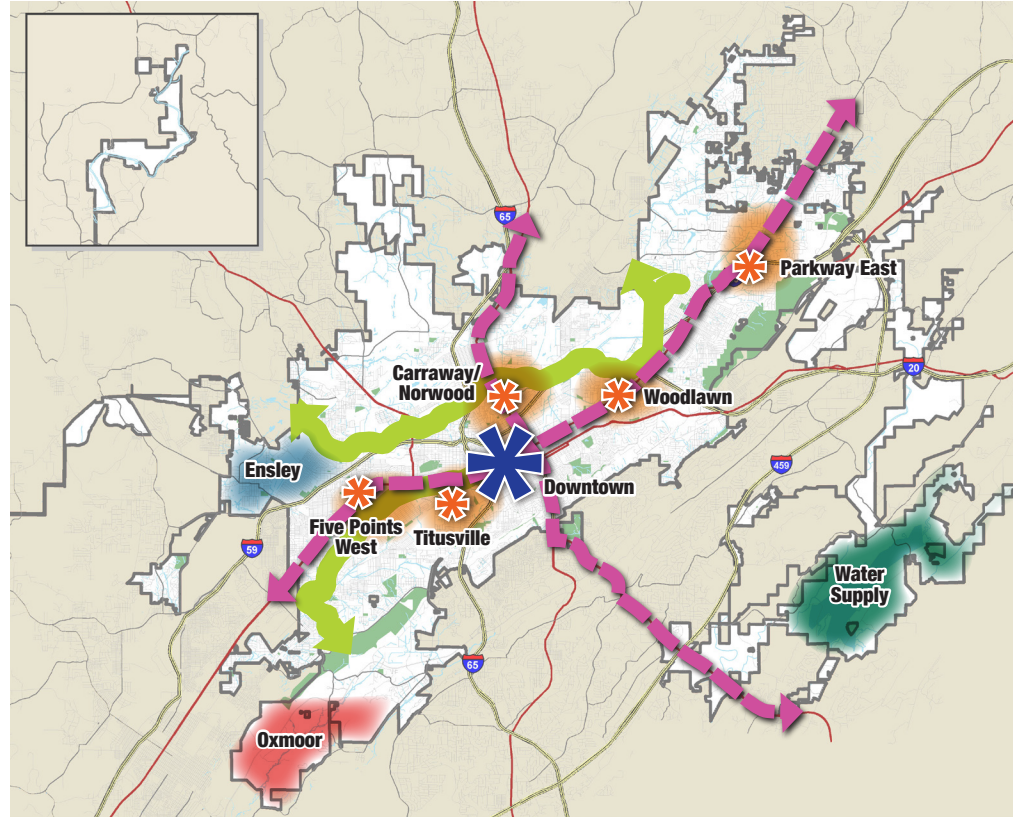 65
Parkway East
Carraway/
Norwood
Woodlawn
20
Ensley
459
Downtown
Five Points
West
Titusville
59
Water
Supply
65
Oxmoor